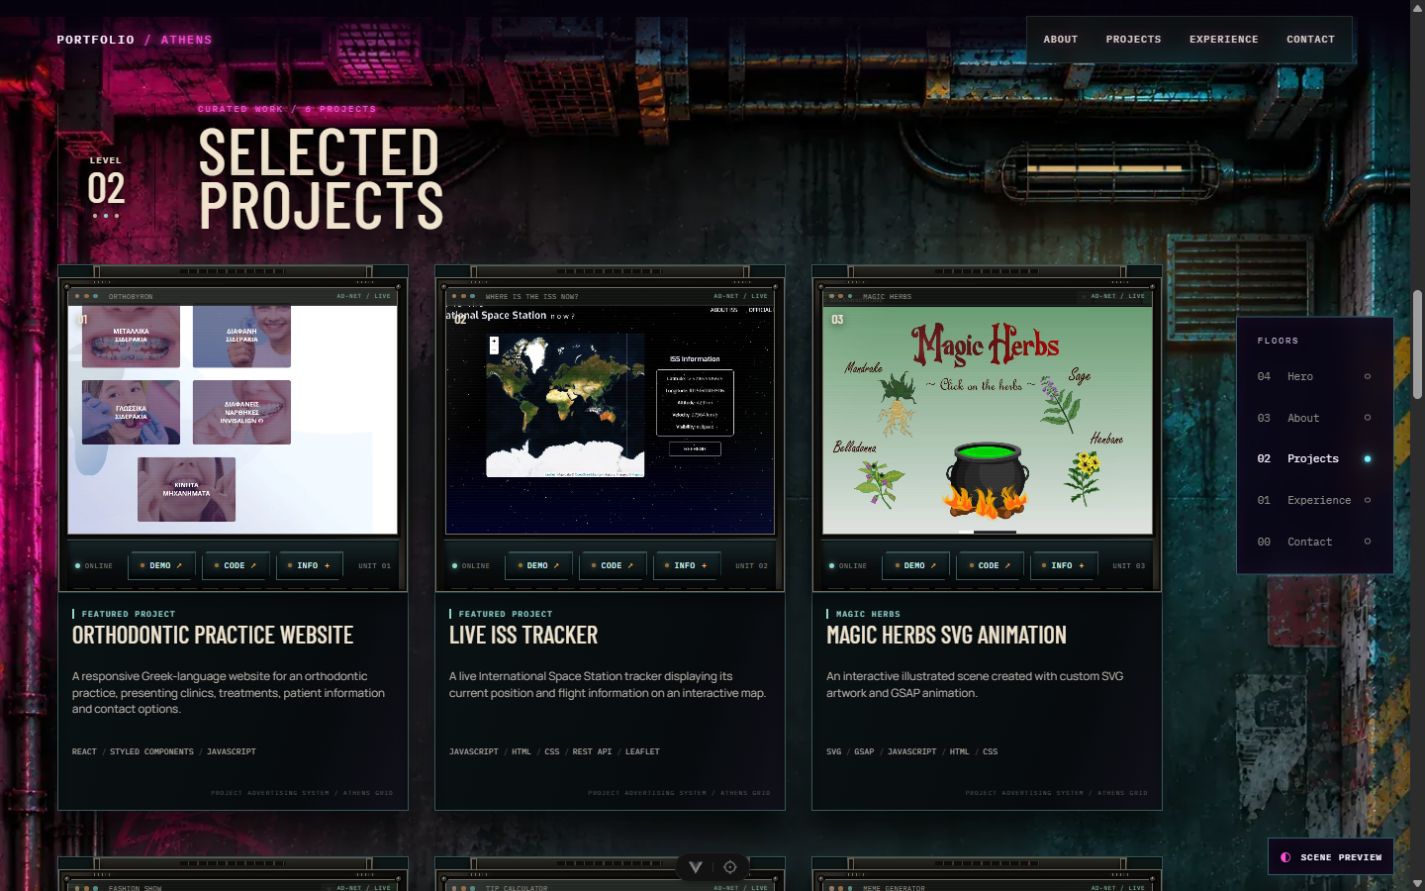 PORTFOLIO / ATHENS
ABOUT PROJECTS EXPERIENCE CONTACT
CURATED WORK / 6 PROJECTS
LEVEL
02
SELECTED
PROJECTS
ORTHOBYRON AD-NET / LIVE
01
ΜΕΤΑΛΛΙΚΑ
ΣΙΔΕΡΑΚΙΑ
ΔΙΑΦΑΝΗ
ΣΙΔΕΡΑΚΙΑ
ΓΛΩΣΣΙΚΑ
ΣΙΔΕΡΑΚΙΑ
ΔΙΑΦΑΝΕΙΣ
ΝΑΡΘΗΚΕΣ
INVISALIGN ®
ΚΙΝΗΤΑ
ΜΗΧΑΝΗΜΑΤΑ
ONLINE DEMO ↗ CODE ↗ INFO + UNIT 01
FEATURED PROJECT
ORTHODONTIC PRACTICE WEBSITE
A responsive Greek-language website for an orthodontic
practice, presenting clinics, treatments, patient information
and contact options.
REACT / STYLED COMPONENTS / JAVASCRIPT
PROJECT ADVERTISING SYSTEM / ATHENS GRID
WHERE IS THE ISS NOW? AD-NET / LIVE
02
ational Space Station now?
ABOUT ISS OFFICIAL
ISS Information
ONLINE DEMO ↗ CODE ↗ INFO + UNIT 02
FEATURED PROJECT
LIVE ISS TRACKER
A live International Space Station tracker displaying its
current position and flight information on an interactive map.
JAVASCRIPT / HTML / CSS / REST API / LEAFLET
PROJECT ADVERTISING SYSTEM / ATHENS GRID
MAGIC HERBS AD-NET / LIVE
03
Magic Herbs
~ Click on the herbs ~
Mandrake
Sage
Belladonna
Henbane
ONLINE DEMO ↗ CODE ↗ INFO + UNIT 03
MAGIC HERBS
MAGIC HERBS SVG ANIMATION
An interactive illustrated scene created with custom SVG
artwork and GSAP animation.
SVG / GSAP / JAVASCRIPT / HTML / CSS
PROJECT ADVERTISING SYSTEM / ATHENS GRID
FLOORS
04 Hero
03 About
02 Projects
01 Experience
00 Contact
SCENE PREVIEW
FASHION SHOW AD-NET / LIVE
TIP CALCULATOR AD-NET / LIVE
MEME GENERATOR AD-NET / LIVE